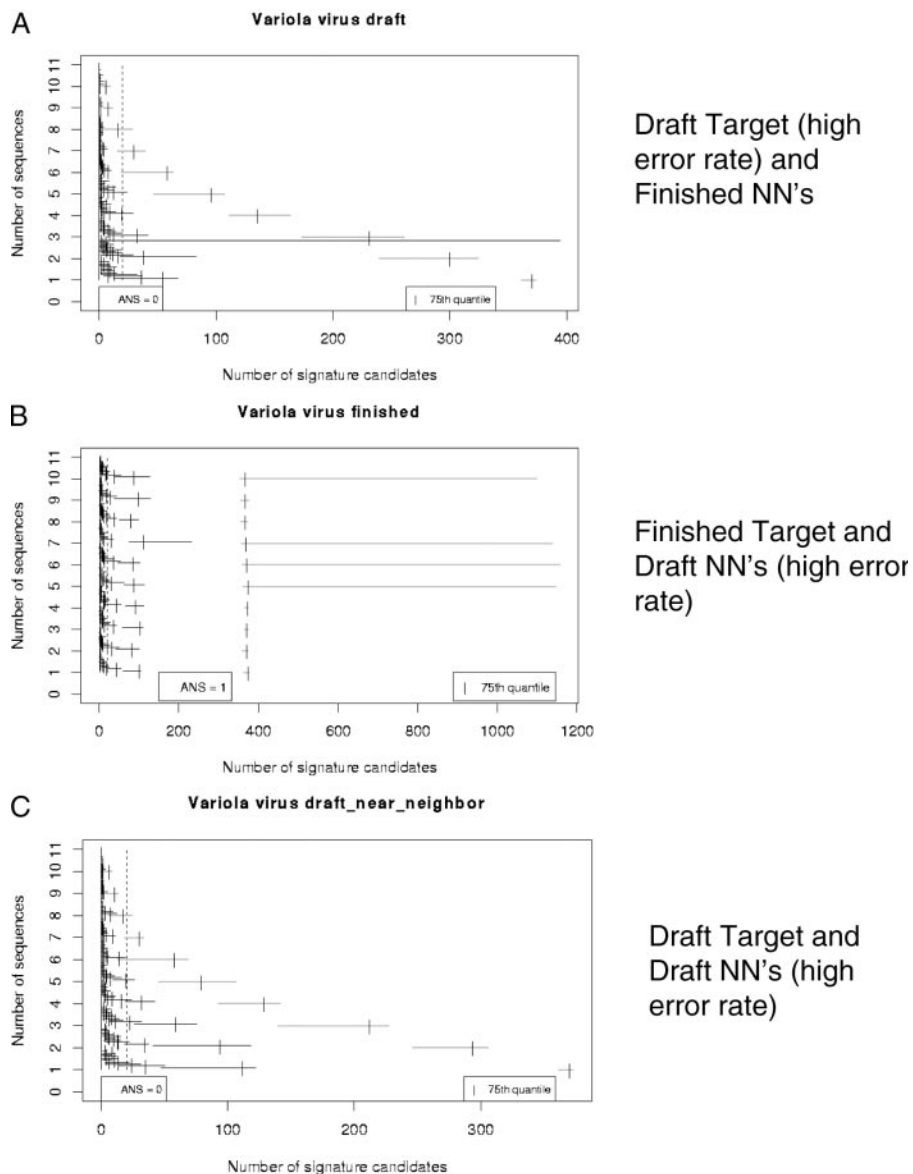 A
Variola virus draft
Number of sequences
11
10
9
8
7
6
5
4
3
2
1
0
ANS = 0
75th quantile
0 100 200 300 400
Number of signature candidates
Draft Target (high
error rate) and
Finished NN's
B
Variola virus finished
Number of sequences
11
10
9
8
7
6
5
4
3
2
1
0
ANS = 1
75th quantile
0 200 400 600 800 1000 1200
Number of signature candidates
Finished Target and
Draft NN's (high error
rate)
C
Variola virus draft_near_neighbor
Number of sequences
11
10
9
8
7
6
5
4
3
2
1
0
ANS = 0
75th quantile
0 100 200 300
Number of signature candidates
Draft Target and
Draft NN's (high
error rate)